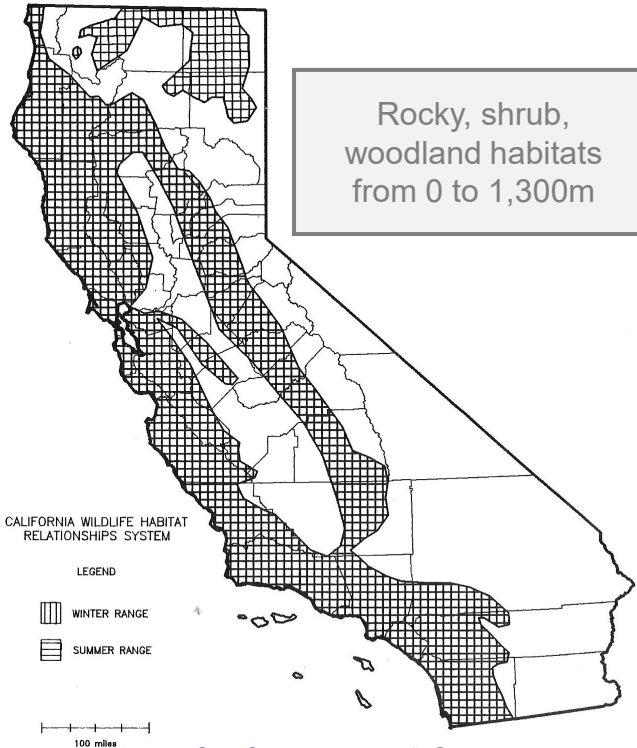 Rocky, shrub,
woodland habitats
from 0 to 1,300m
CALIFORNIA WILDLIFE HABITAT
RELATIONSHIPS SYSTEM
LEGEND
WINTER RANGE
SUMMER RANGE
100 miles